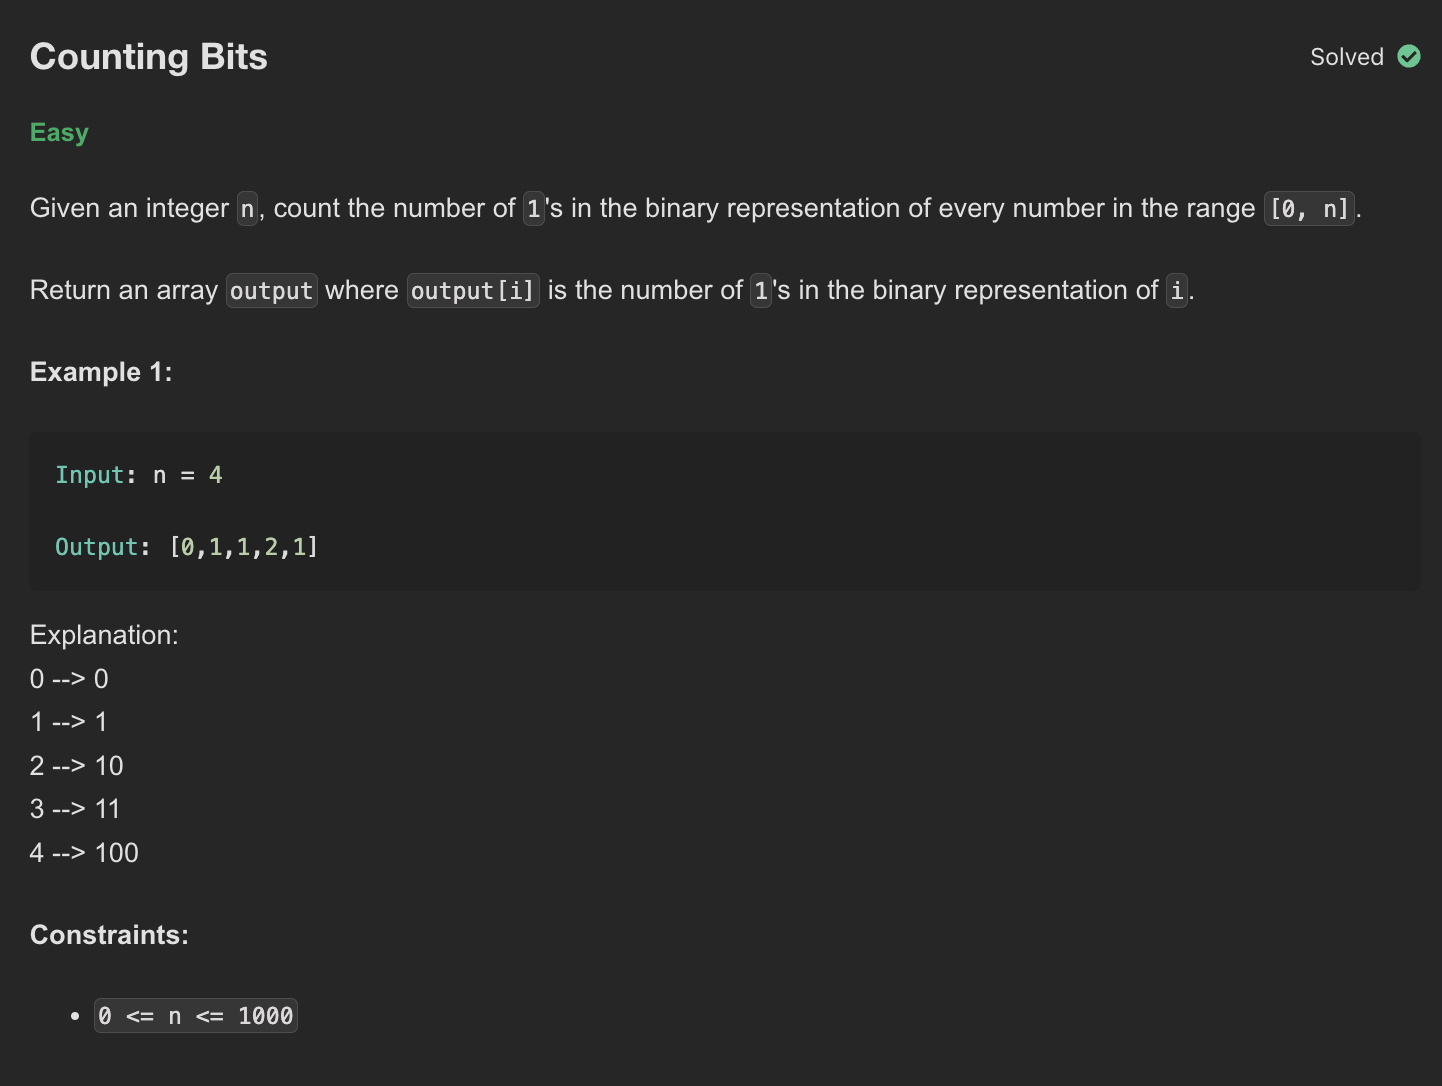 Counting Bits
Solved
Easy
Given an integer n, count the number of 1's in the binary representation of every number in the range [0, n].
Return an array output where output[i] is the number of 1's in the binary representation of i.
Example 1:
Input: n = 4
Output: [0,1,1,2,1]
Explanation:
0 --> 0
1 --> 1
2 --> 10
3 --> 11
4 --> 100
Constraints:
• 0 <= n <= 1000